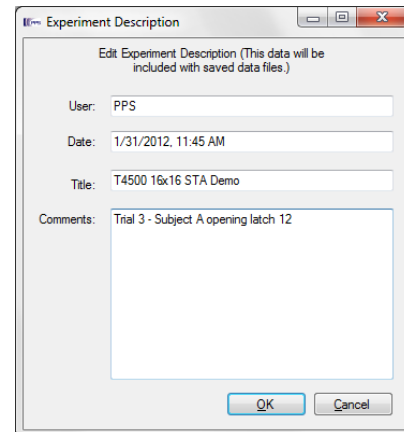 PPS Experiment Description
Edit Experiment Description (This data will be
included with saved data files.)
User: PPS
Date: 1/31/2012, 11:45 AM
Title: T4500 16x16 STA Demo
Comments: Trial 3 - Subject A opening latch 12
OK Cancel